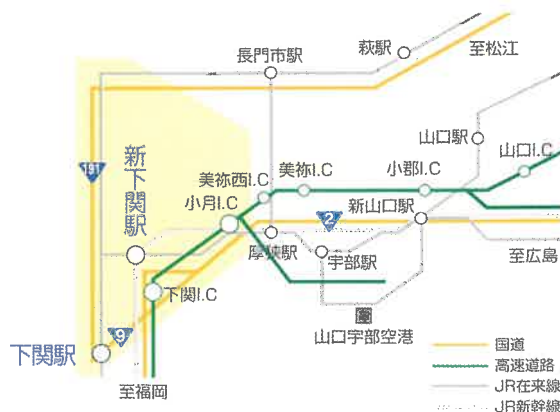 萩駅
至松江
長門市駅
191
新下関駅
山口駅
山口I.C
美祢西I.C
美祢I.C
小郡I.C
小月I.C
2
新山口駅
厚狭駅
宇部駅
至広島
下関I.C
山口宇部空港
9
下関駅
至福岡
国道
高速道路
JR在来線
JR新幹線